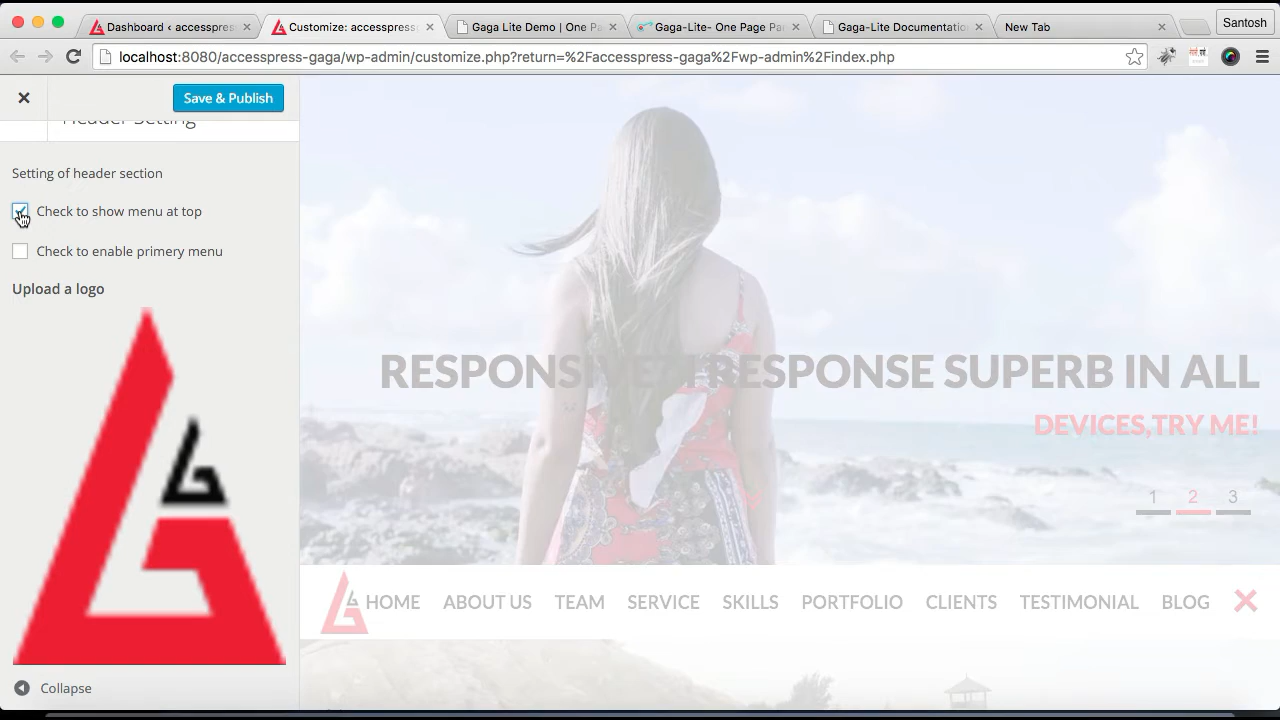 Dashboard ‹ accesspress
Customize: accesspress
Gaga Lite Demo | One Pa
Gaga-Lite- One Page Par
Gaga-Lite Documentatio
New Tab
Santosh
localhost:8080/accesspress-gaga/wp-admin/customize.php?return=%2Faccesspress-gaga%2Fwp-admin%2Findex.php
Save & Publish
Header Setting
Setting of header section
Check to show menu at top
Check to enable primery menu
Upload a logo
Collapse
RESPONSE SUPERB IN ALL
DEVICES,TRY ME!
1 2 3
HOME ABOUT US TEAM SERVICE SKILLS PORTFOLIO CLIENTS TESTIMONIAL BLOG